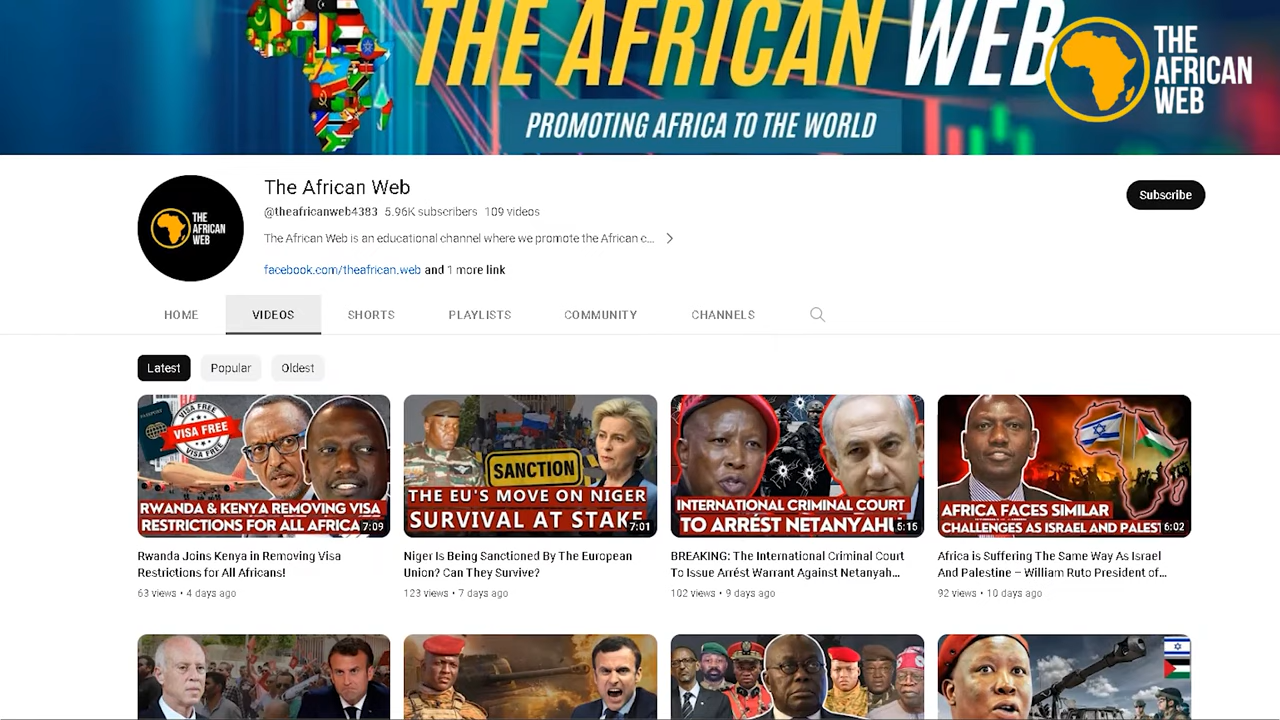 THE AFRICAN WEB
PROMOTING AFRICA TO THE WORLD
THE
AFRICAN
WEB
THE
AFRICAN
WEB
The African Web
@theafricanweb4383 5.96K subscribers 109 videos
The African Web is an educational channel where we promote the African c...
facebook.com/theafrican.web and 1 more link
Subscribe
HOME VIDEOS SHORTS PLAYLISTS COMMUNITY CHANNELS
Latest Popular Oldest
PASSPORT
VISA FREE
VISA FREE
VISA FREE
RWANDA & KENYA REMOVING VISA
RESTRICTIONS FOR ALL AFRICA
7:09
SANCTION
THE EU'S MOVE ON NIGER
SURVIVAL AT STAKE
7:01
INTERNATIONAL CRIMINAL COURT
TO ARRÉST NETANYAHU
5:15
AFRICA FACES SIMILAR
CHALLENGES AS ISRAEL AND PALEST
6:02
Rwanda Joins Kenya in Removing Visa
Restrictions for All Africans!
63 views • 4 days ago
Niger Is Being Sanctioned By The European
Union? Can They Survive?
123 views • 7 days ago
BREAKING: The International Criminal Court
To Issue Arrést Warrant Against Netanyah...
102 views • 9 days ago
Africa is Suffering The Same Way As Israel
And Palestine – William Ruto President of...
92 views • 10 days ago